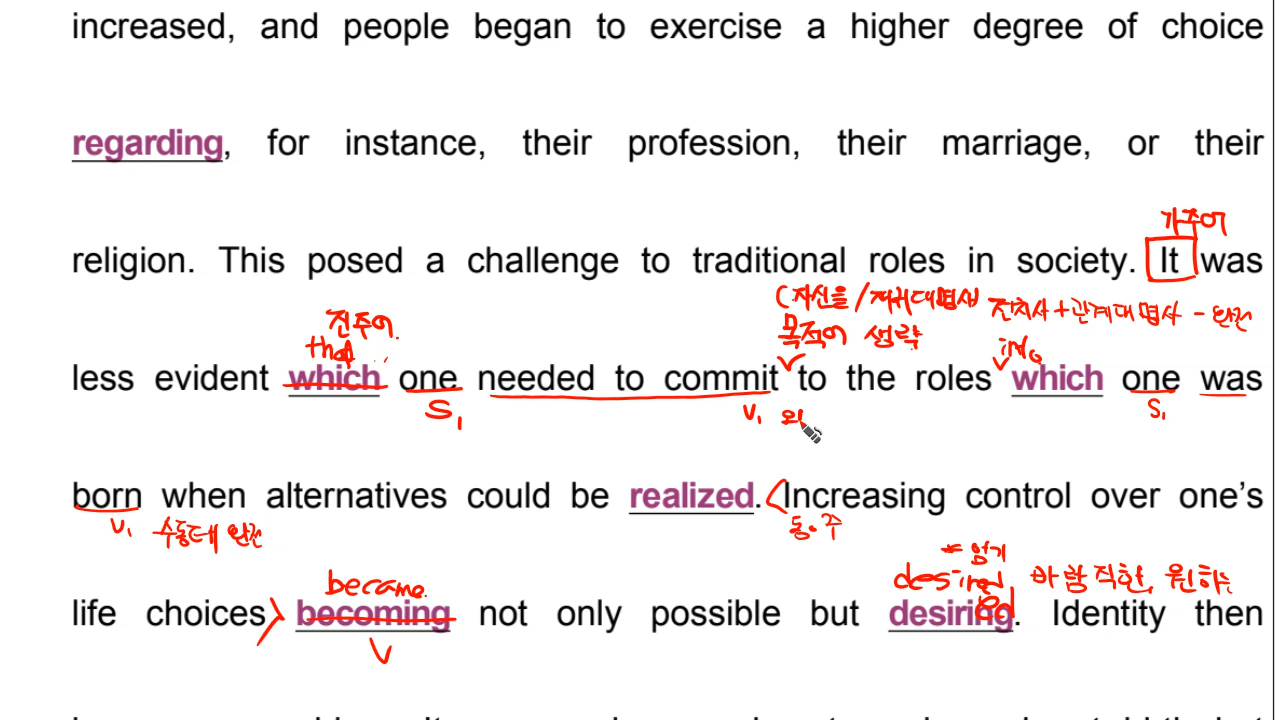 increased, and people began to exercise a higher degree of choice
regarding, for instance, their profession, their marriage, or their
가주어
religion. This posed a challenge to traditional roles in society. It was
(자신을 / 재귀대명사 전치사+관계대명사 - 완전
진주어 목적어 생략
that into
less evident which one needed to commit to the roles which one was
S₁ V₁ S₁
born when alternatives could be realized. Increasing control over one's
V₁ 수동태 완전 동.주
암기
became desired 바람직한, 원하는
life choices becoming not only possible but desiring. Identity then
ed
V